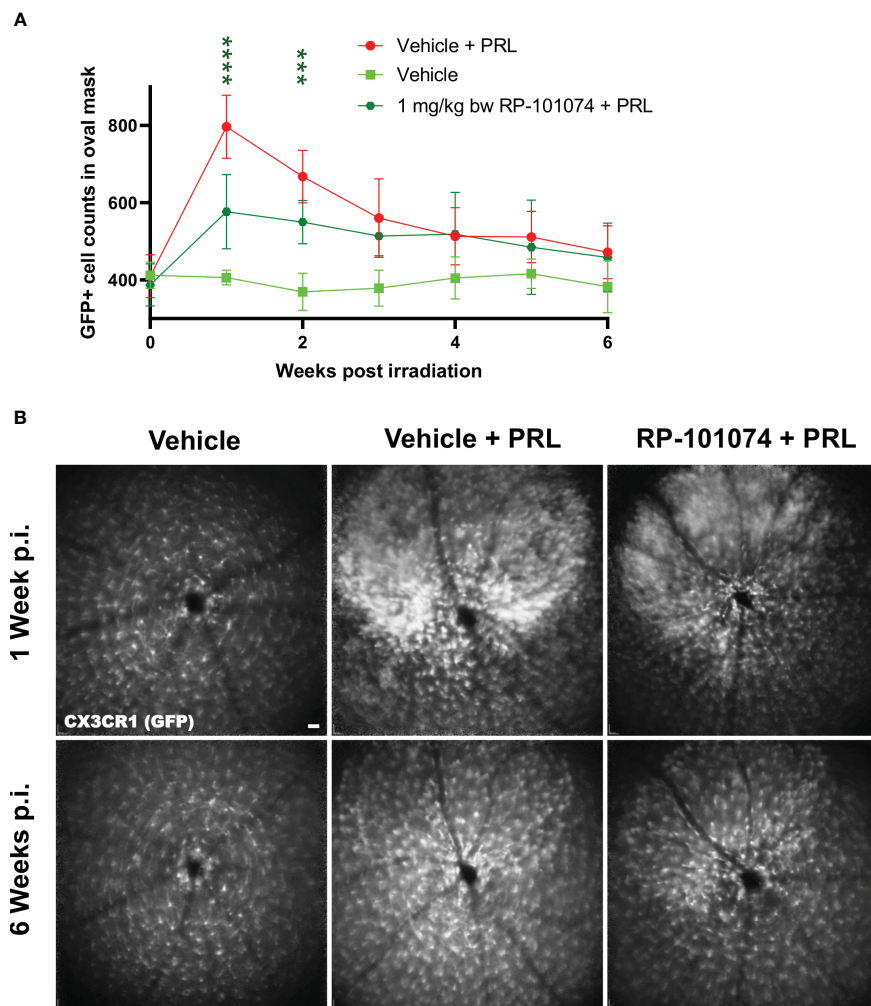 A
****
***
Vehicle + PRL
Vehicle
1 mg/kg bw RP-101074 + PRL
GFP+ cell counts in oval mask
800
600
400
0
2
4
6
Weeks post irradiation
B
Vehicle
Vehicle + PRL
RP-101074 + PRL
1 Week p.i.
CX3CR1 (GFP)
6 Weeks p.i.